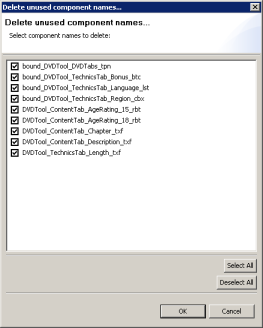 Delete unused component names...
Delete unused component names...
Select component names to delete:
bound_DVDTool_DVDTabs_tpn
bound_DVDTool_TechnicsTab_Bonus_btc
bound_DVDTool_TechnicsTab_Language_lst
bound_DVDTool_TechnicsTab_Region_cbx
DVDTool_ContentTab_AgeRating_15_rbt
DVDTool_ContentTab_AgeRating_18_rbt
DVDTool_ContentTab_Chapter_txf
DVDTool_ContentTab_Description_txf
DVDTool_TechnicsTab_Length_txf
Select All
Deselect All
OK
Cancel